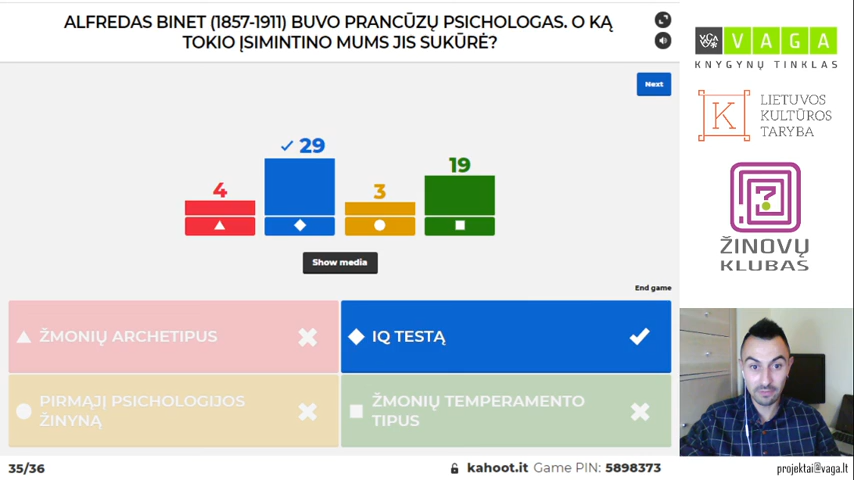 ALFREDAS BINET (1857-1911) BUVO PRANCŪZŲ PSICHOLOGAS. O KĄ
TOKIO ĮSIMINTINO MUMS JIS SUKŪRĖ?
Next
4
29
3
19
Show media
End game
ŽMONIŲ ARCHETIPUS
IQ TESTĄ
PIRMĄJĮ PSICHOLOGIJOS
ŽINYNĄ
ŽMONIŲ TEMPERAMENTO
TIPUS
35/36
kahoot.it Game PIN: 5898373
VAGA
VAGA
KNYGYNŲ TINKLAS
K
LIETUVOS
KULTŪROS
TARYBA
?
ŽINOVŲ
KLUBAS
projektai@vaga.lt